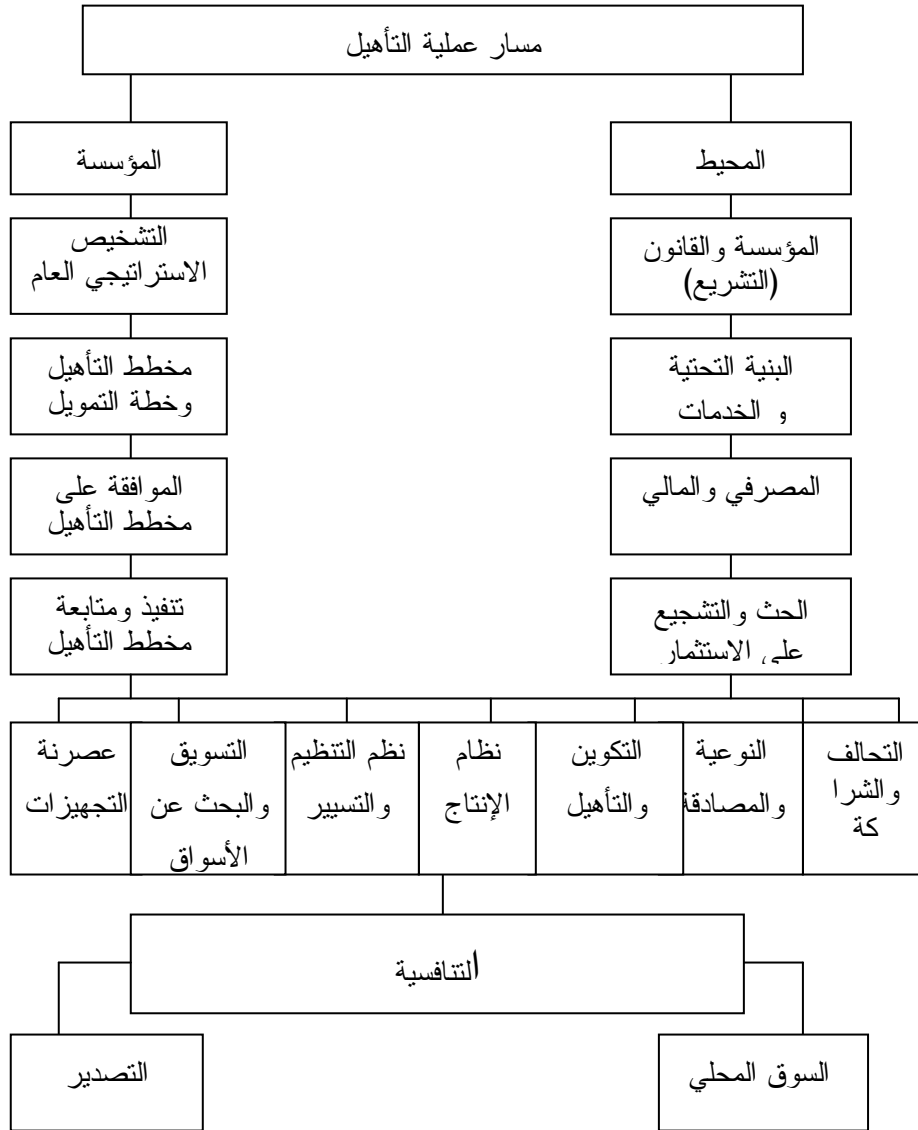 مسار عملية التأهيل
المحيط
المؤسسة
المؤسسة والقانون
(التشريع)
التشخيص
الاستراتيجي العام
البنية التحتية
و الخدمات
مخطط التأهيل
وخطة التمويل
المصرفي والمالي
الموافقة على
مخطط التأهيل
الحث والتشجيع
على الاستثمار
تنفيذ ومتابعة
مخطط التأهيل
التحالف
والشرا
كة
النوعية
والمصادقة
التكوين
والتأهيل
نظام
الإنتاج
نظم التنظيم
والتسيير
التسويق
والبحث عن
الأسواق
عصرنة
التجهيزات
التنافسية
السوق المحلي
التصدير